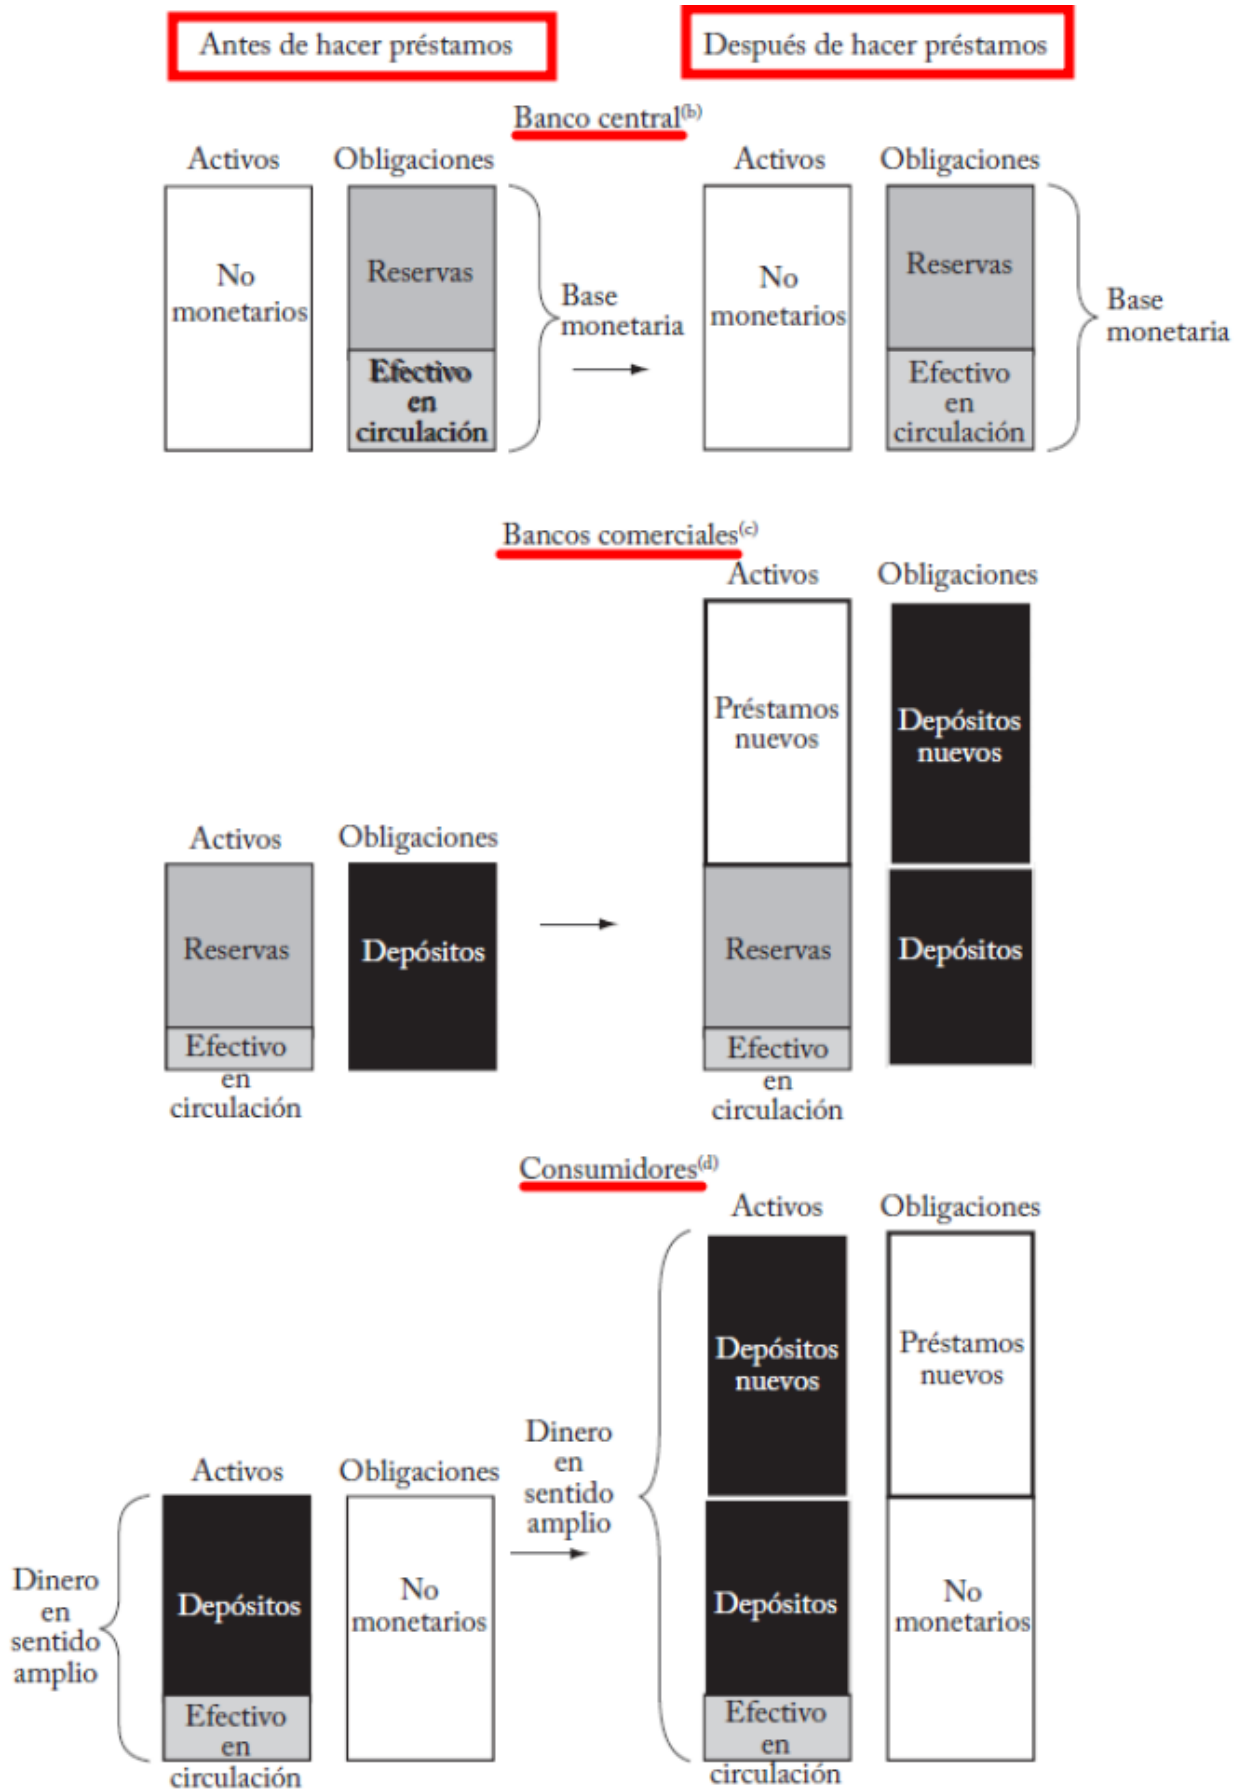 Antes de hacer préstamos
Después de hacer préstamos
Banco central(b)
Activos
Obligaciones
Activos
Obligaciones
No
monetarios
Reservas
Efectivo
en
circulación
Base
monetaria
No
monetarios
Reservas
Efectivo
en
circulación
Base
monetaria
Bancos comerciales(c)
Activos
Obligaciones
Préstamos
nuevos
Depósitos
nuevos
Activos
Obligaciones
Reservas
Depósitos
Efectivo
en
circulación
Reservas
Depósitos
Efectivo
en
circulación
Consumidores(d)
Activos
Obligaciones
Depósitos
nuevos
Préstamos
nuevos
Dinero
en
sentido
amplio
Activos
Obligaciones
Dinero
en
sentido
amplio
Depósitos
No
monetarios
Efectivo
en
circulación
Depósitos
No
monetarios
Efectivo
en
circulación